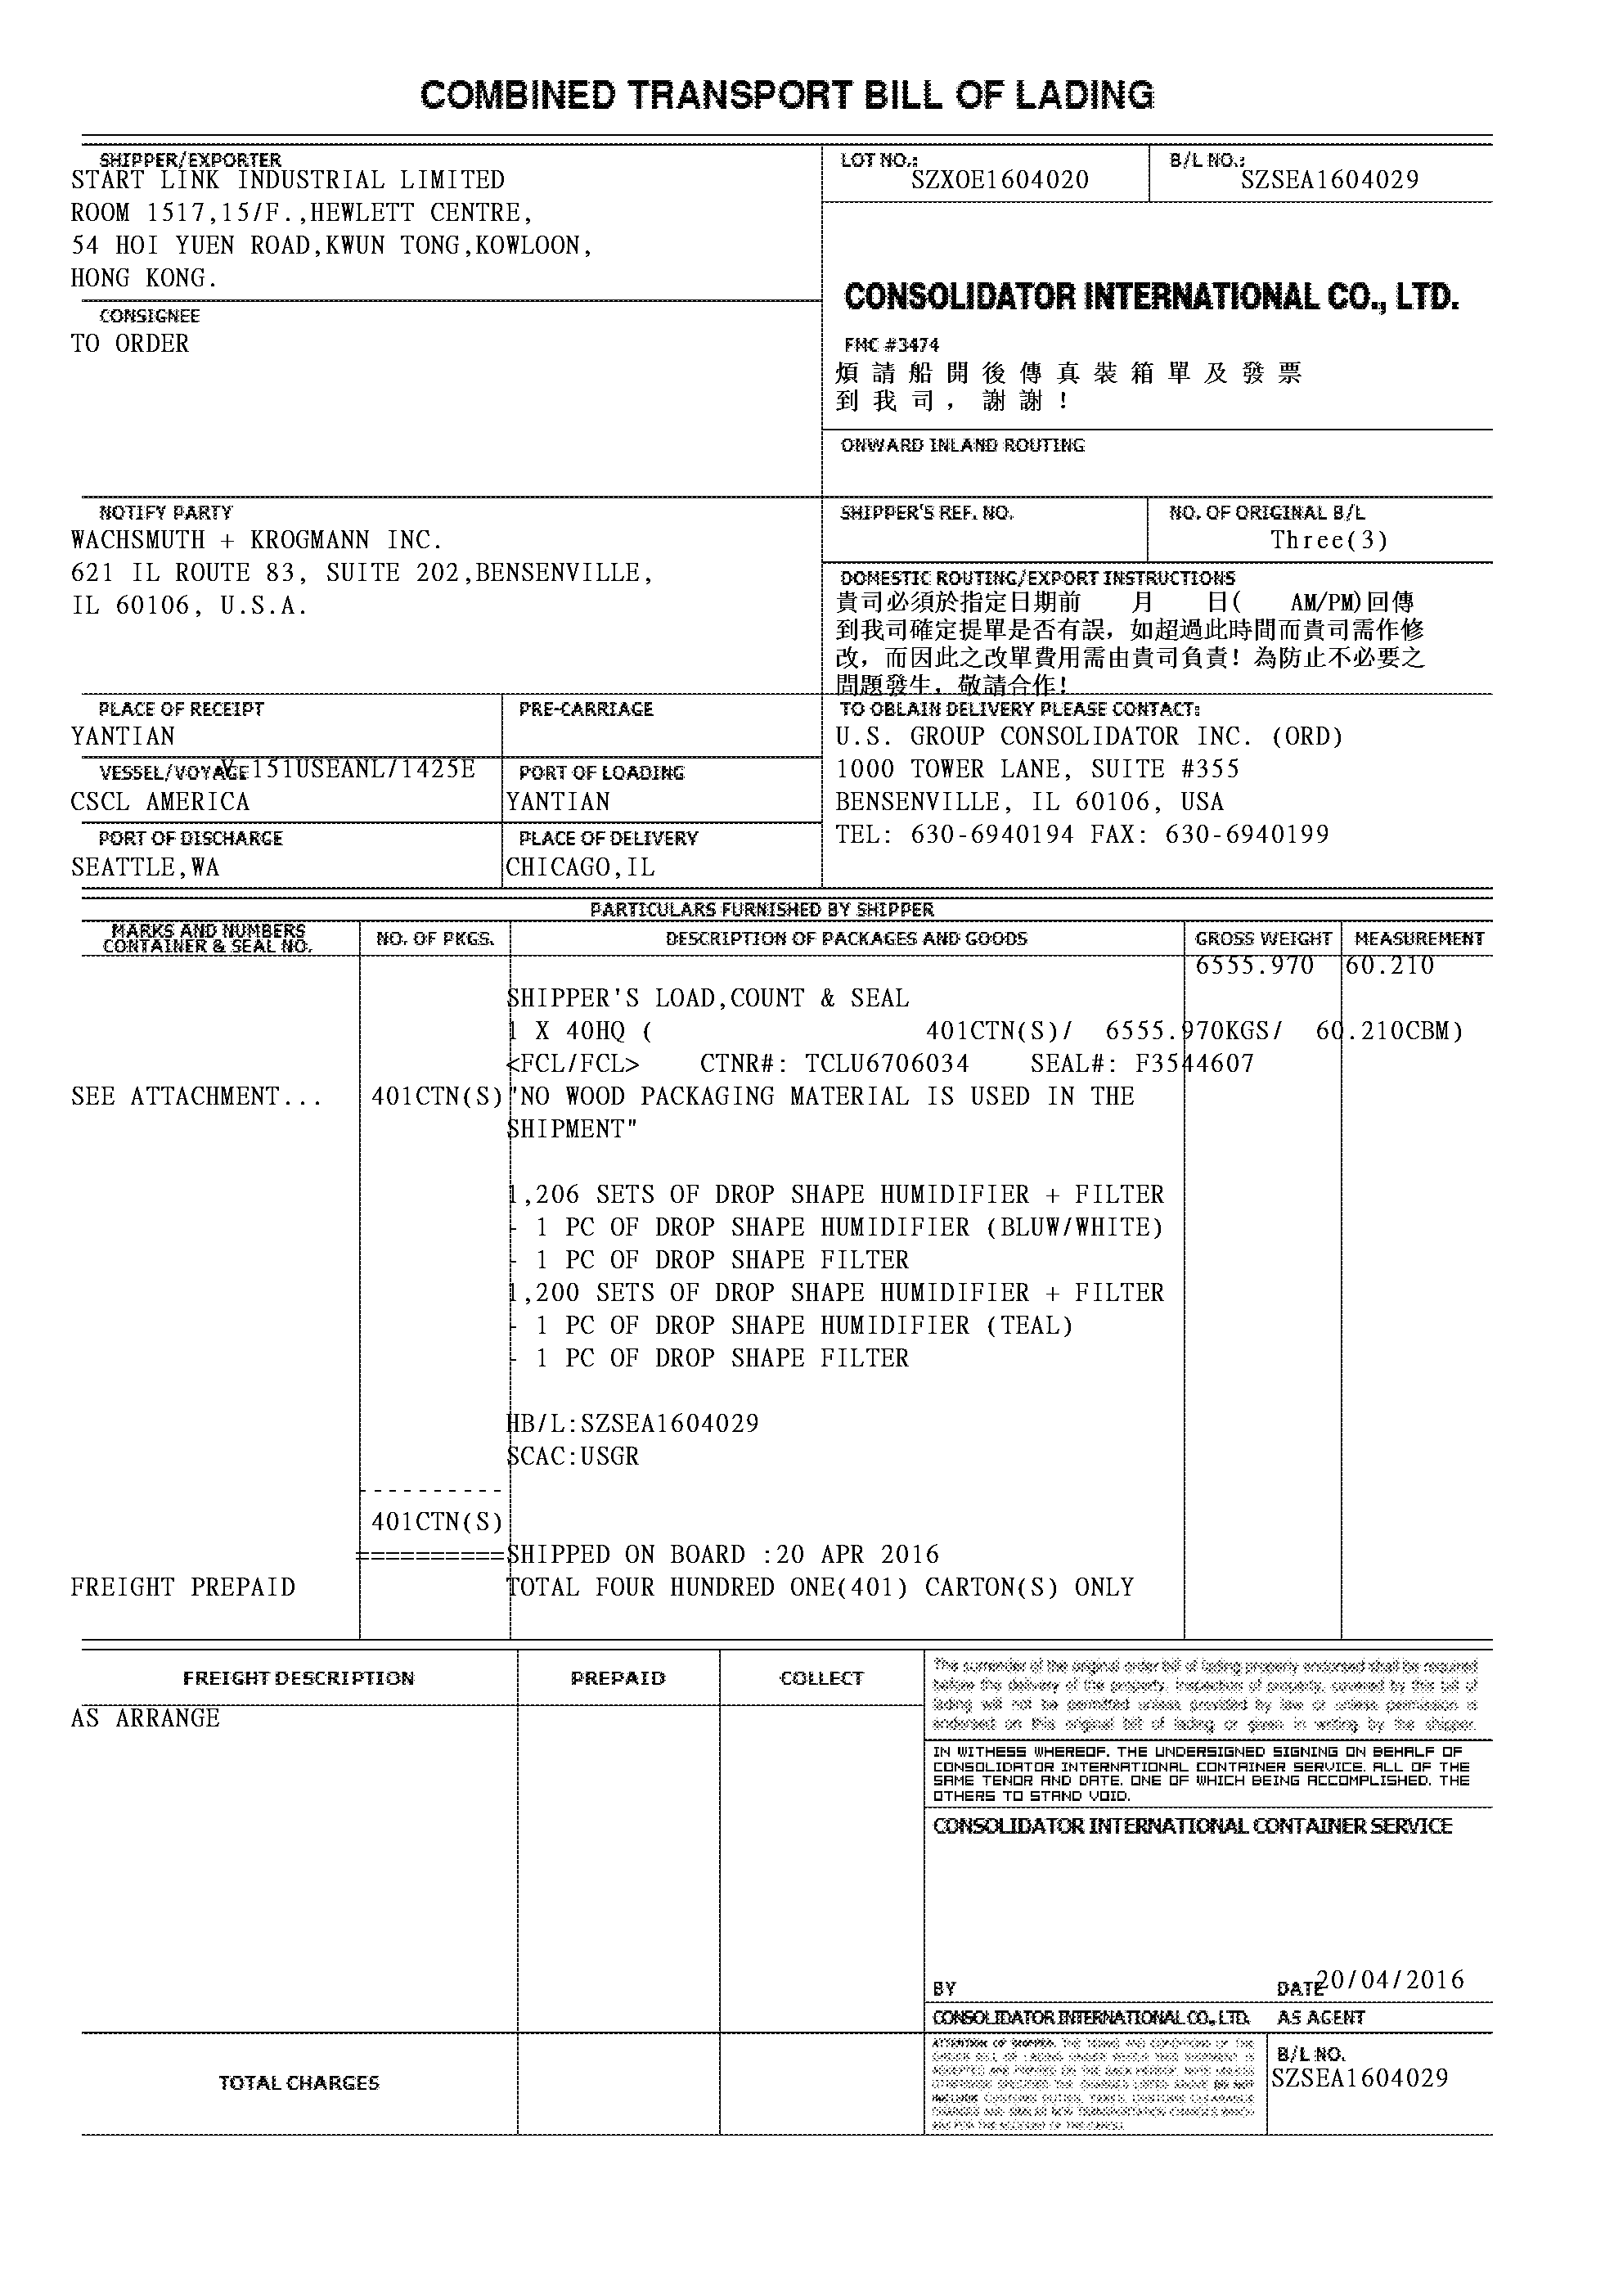 COMBINED TRANSPORT BILL OF LADING
SHIPPER/EXPORTER
START LINK INDUSTRIAL LIMITED
ROOM 1517,15/F.,HEWLETT CENTRE,
54 HOI YUEN ROAD,KWUN TONG,KOWLOON,
HONG KONG.
LOT NO.:
SZXOE1604020
B/L NO.:
SZSEA1604029
CONSOLIDATOR INTERNATIONAL CO., LTD.
FMC #3474
煩請船開後傳真裝箱單及發票
到我司，謝謝！
CONSIGNEE
TO ORDER
ONWARD INLAND ROUTING
NOTIFY PARTY
WACHSMUTH + KROGMANN INC.
621 IL ROUTE 83, SUITE 202,BENSENVILLE,
IL 60106, U.S.A.
SHIPPER'S REF. NO.
NO. OF ORIGINAL B/L
Three(3)
DOMESTIC ROUTING/EXPORT INSTRUCTIONS
貴司必須於指定日期前 月 日( AM/PM)回傳
到我司確定提單是否有誤，如超過此時間而貴司需作修
改，而因此之改單費用需由貴司負責！為防止不必要之
問題發生，敬請合作！
PLACE OF RECEIPT
YANTIAN
PRE-CARRIAGE
VESSEL/VOYAGE V.151USEANL/1425E
CSCL AMERICA
PORT OF LOADING
YANTIAN
PORT OF DISCHARGE
SEATTLE,WA
PLACE OF DELIVERY
CHICAGO,IL
TO OBLAIN DELIVERY PLEASE CONTACT:
U.S. GROUP CONSOLIDATOR INC. (ORD)
1000 TOWER LANE, SUITE #355
BENSENVILLE, IL 60106, USA
TEL: 630-6940194 FAX: 630-6940199
PARTICULARS FURNISHED BY SHIPPER
MARKS AND NUMBERS
CONTAINER & SEAL NO.
NO. OF PKGS.
DESCRIPTION OF PACKAGES AND GOODS
GROSS WEIGHT
MEASUREMENT
6555.970 60.210
SHIPPER'S LOAD,COUNT & SEAL
1 X 40HQ ( 401CTN(S)/ 6555.970KGS/ 60.210CBM)
<FCL/FCL> CTNR#: TCLU6706034 SEAL#: F3544607
SEE ATTACHMENT... 401CTN(S) "NO WOOD PACKAGING MATERIAL IS USED IN THE
SHIPMENT"
1,206 SETS OF DROP SHAPE HUMIDIFIER + FILTER
- 1 PC OF DROP SHAPE HUMIDIFIER (BLUW/WHITE)
- 1 PC OF DROP SHAPE FILTER
1,200 SETS OF DROP SHAPE HUMIDIFIER + FILTER
- 1 PC OF DROP SHAPE HUMIDIFIER (TEAL)
- 1 PC OF DROP SHAPE FILTER
HB/L:SZSEA1604029
SCAC:USGR
----------
401CTN(S)
==========SHIPPED ON BOARD :20 APR 2016
FREIGHT PREPAID TOTAL FOUR HUNDRED ONE(401) CARTON(S) ONLY
FREIGHT DESCRIPTION
PREPAID
COLLECT
AS ARRANGE
The surrender of the original order bill of lading properly endorsed shall be required
before the delivery of the property. Inspection of property covered by this bill of
lading will not be permitted unless provided by law or unless permission is
endorsed on this original bill of lading or given in writing by the shipper.
IN WITHESS WHEREOF, THE UNDERSIGNED SIGNING ON BEHALF OF
CONSOLIDATOR INTERNATIONAL CONTAINER SERVICE. ALL OF THE
SAME TENOR AND DATE. ONE OF WHICH BEING ACCOMPLISHED, THE
OTHERS TO STAND VOID.
CONSOLIDATOR INTERNATIONAL CONTAINER SERVICE
BY
DATE 20/04/2016
CONSOLIDATOR INTERNATIONAL CO., LTD. AS AGENT
TOTAL CHARGES
B/L NO.
SZSEA1604029